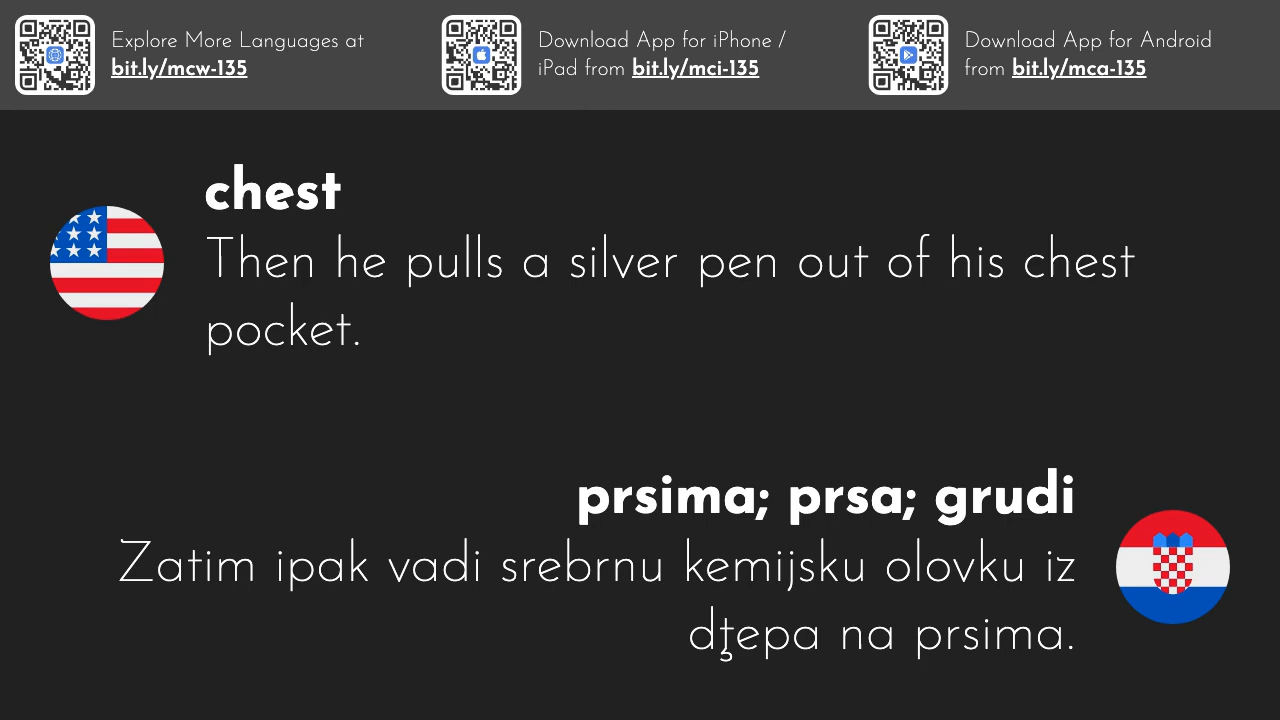 Explore More Languages at
bit.ly/mcw-135
Download App for iPhone /
iPad from bit.ly/mci-135
Download App for Android
from bit.ly/mca-135
chest
Then he pulls a silver pen out of his chest
pocket.
prsima; prsa; grudi
Zatim ipak vadi srebrnu kemijsku olovku iz
dţepa na prsima.